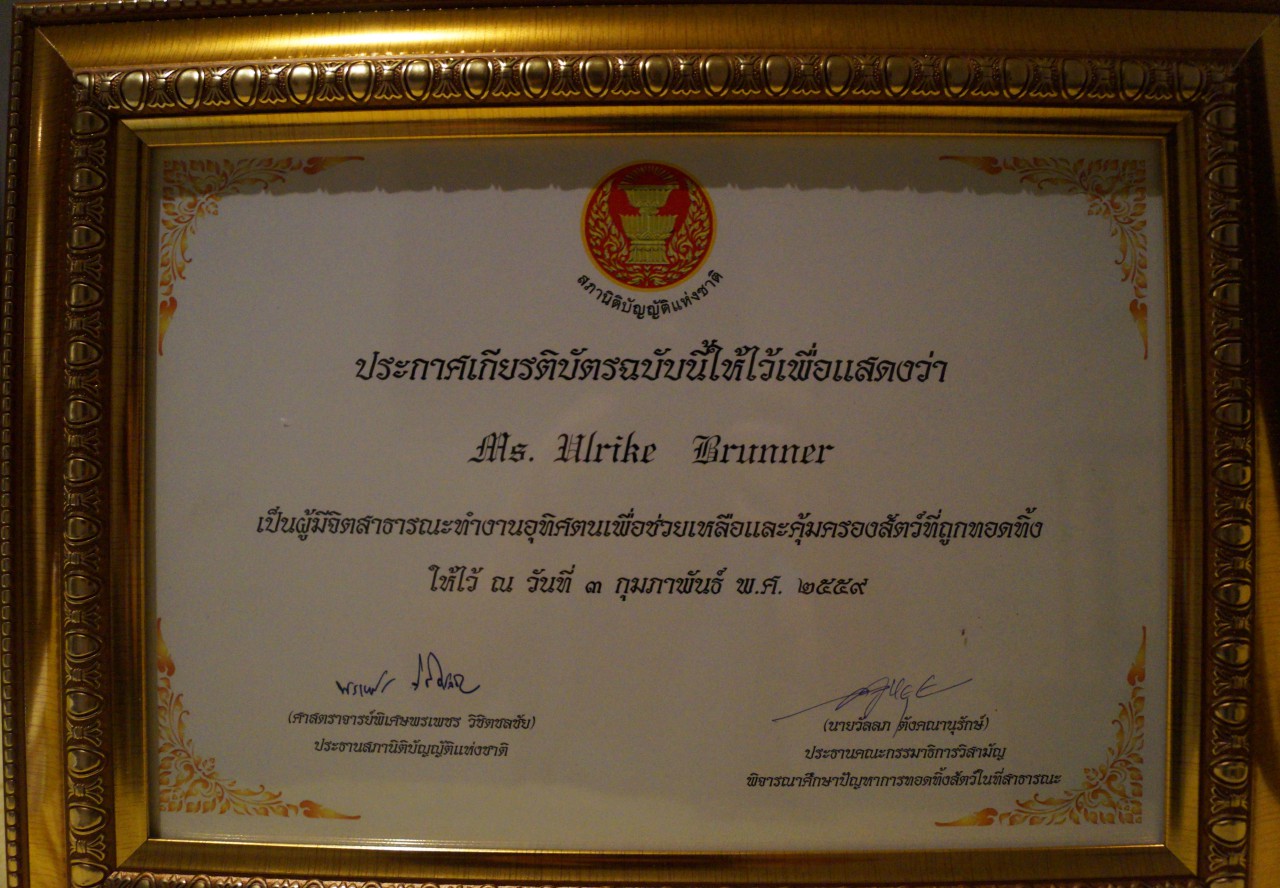 สภานิติบัญญัติแห่งชาติ
ประกาศเกียรติบัตรฉบับนี้ให้ไว้เพื่อแสดงว่า
Ms. Ulrike Brunner
เป็นผู้มีจิตสาธารณะทำงานอุทิศตนเพื่อช่วยเหลือและคุ้มครองสัตว์ที่ถูกทอดทิ้ง
ให้ไว้ ณ วันที่ ๓ กุมภาพันธ์ พ.ศ. ๒๕๕๙
(ศาสตราจารย์พิเศษพรเพชร วิชิตชลชัย)
ประธานสภานิติบัญญัติแห่งชาติ
(นายวัลลภ ตังคณานุรักษ์)
ประธานคณะกรรมาธิการวิสามัญ
พิจารณาศึกษาปัญหาการทอดทิ้งสัตว์ในที่สาธารณะ